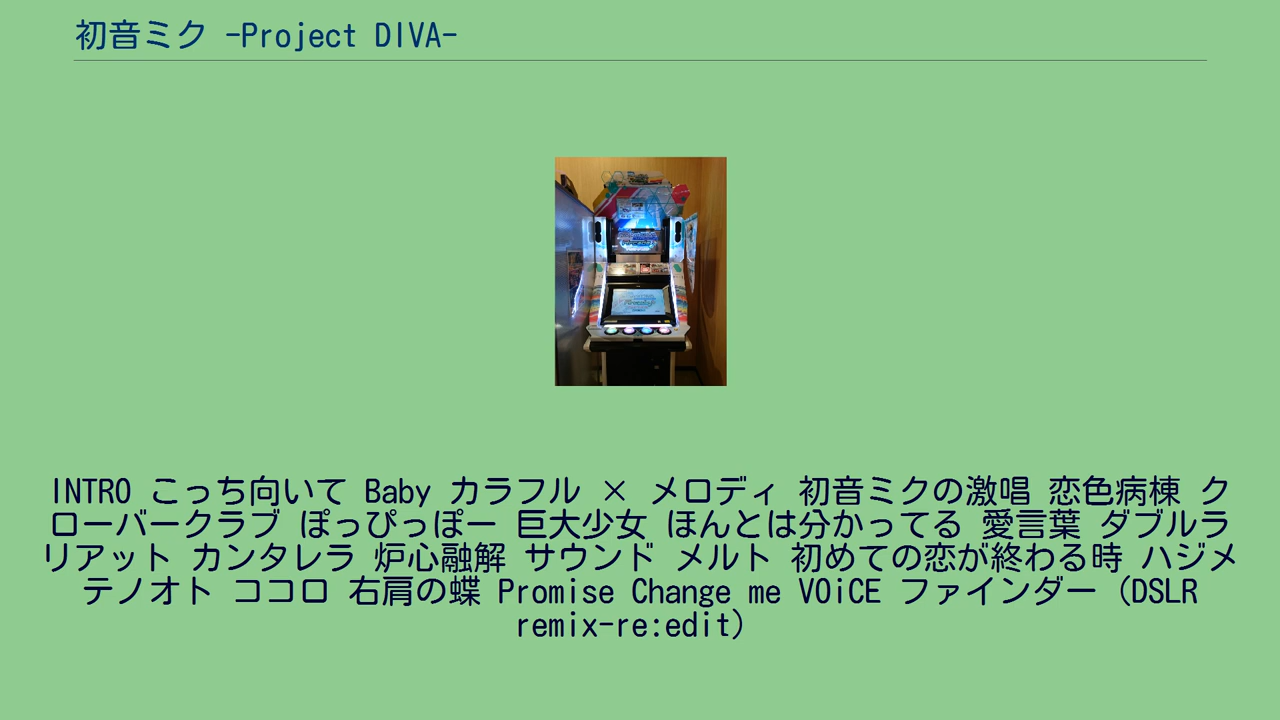 初音ミク -Project DIVA-
INTRO こっち向いて Baby カラフル × メロディ 初音ミクの激唱 恋色病棟 ク
ローバークラブ ぽっぴっぽー 巨大少女 ほんとは分かってる 愛言葉 ダブルラ
リアット カンタレラ 炉心融解 サウンド メルト 初めての恋が終わる時 ハジメ
テノオト ココロ 右肩の蝶 Promise Change me VOiCE ファインダー (DSLR
remix-re:edit)